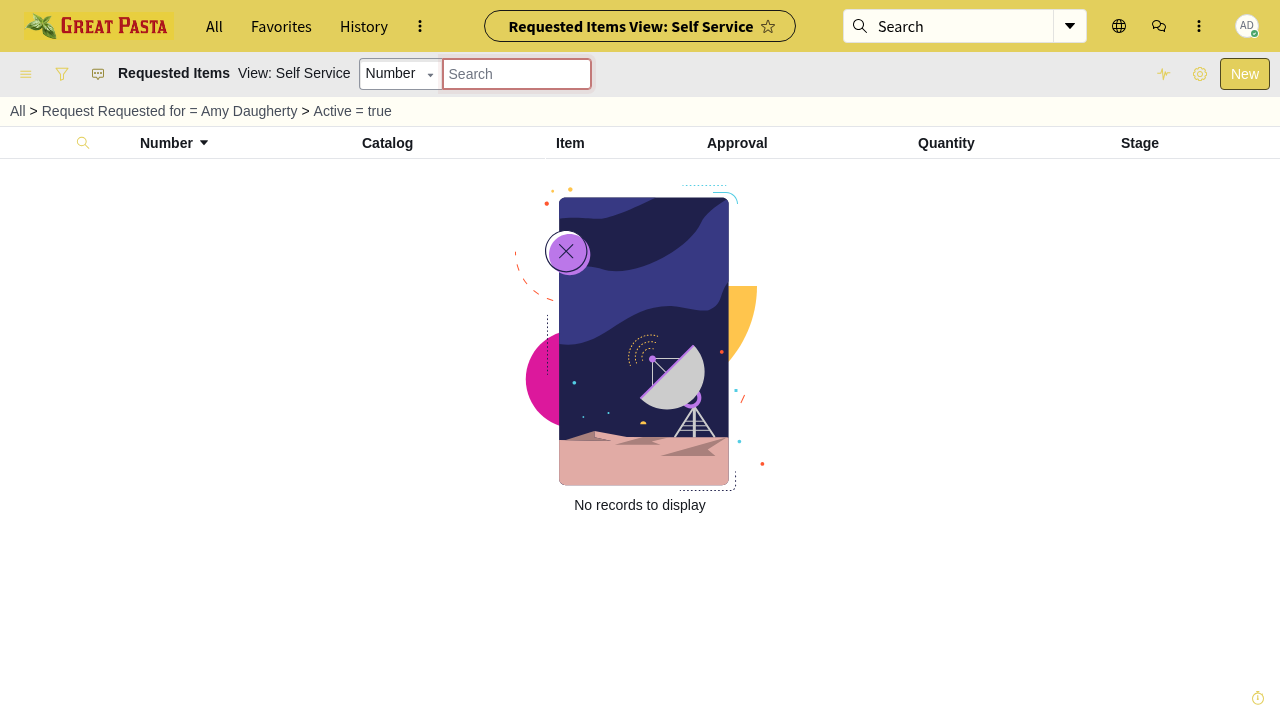 GREAT PASTA
All
Favorites
History
Requested Items View: Self Service
Search
AD
Requested Items View: Self Service
Number
Search
New
All > Request Requested for = Amy Daugherty > Active = true
Number
Catalog
Item
Approval
Quantity
Stage
No records to display